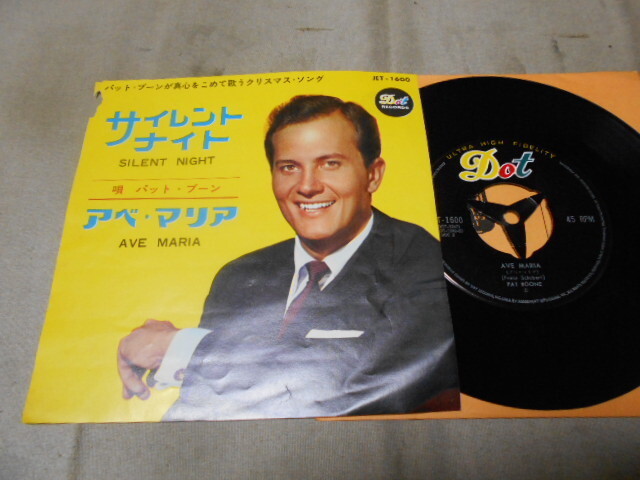 パット・ブーンが真心をこめて歌うクリスマス・ソング
JET-1600
Dot
RECORDS
サイレント
ナイト
SILENT NIGHT
唄 パット・ブーン
アベ・マリア
AVE MARIA
ULTRA HIGH FIDELITY
Dot
T-1600
45 RPM
AVE MARIA
(Franz Schubert)
PAT BOONE